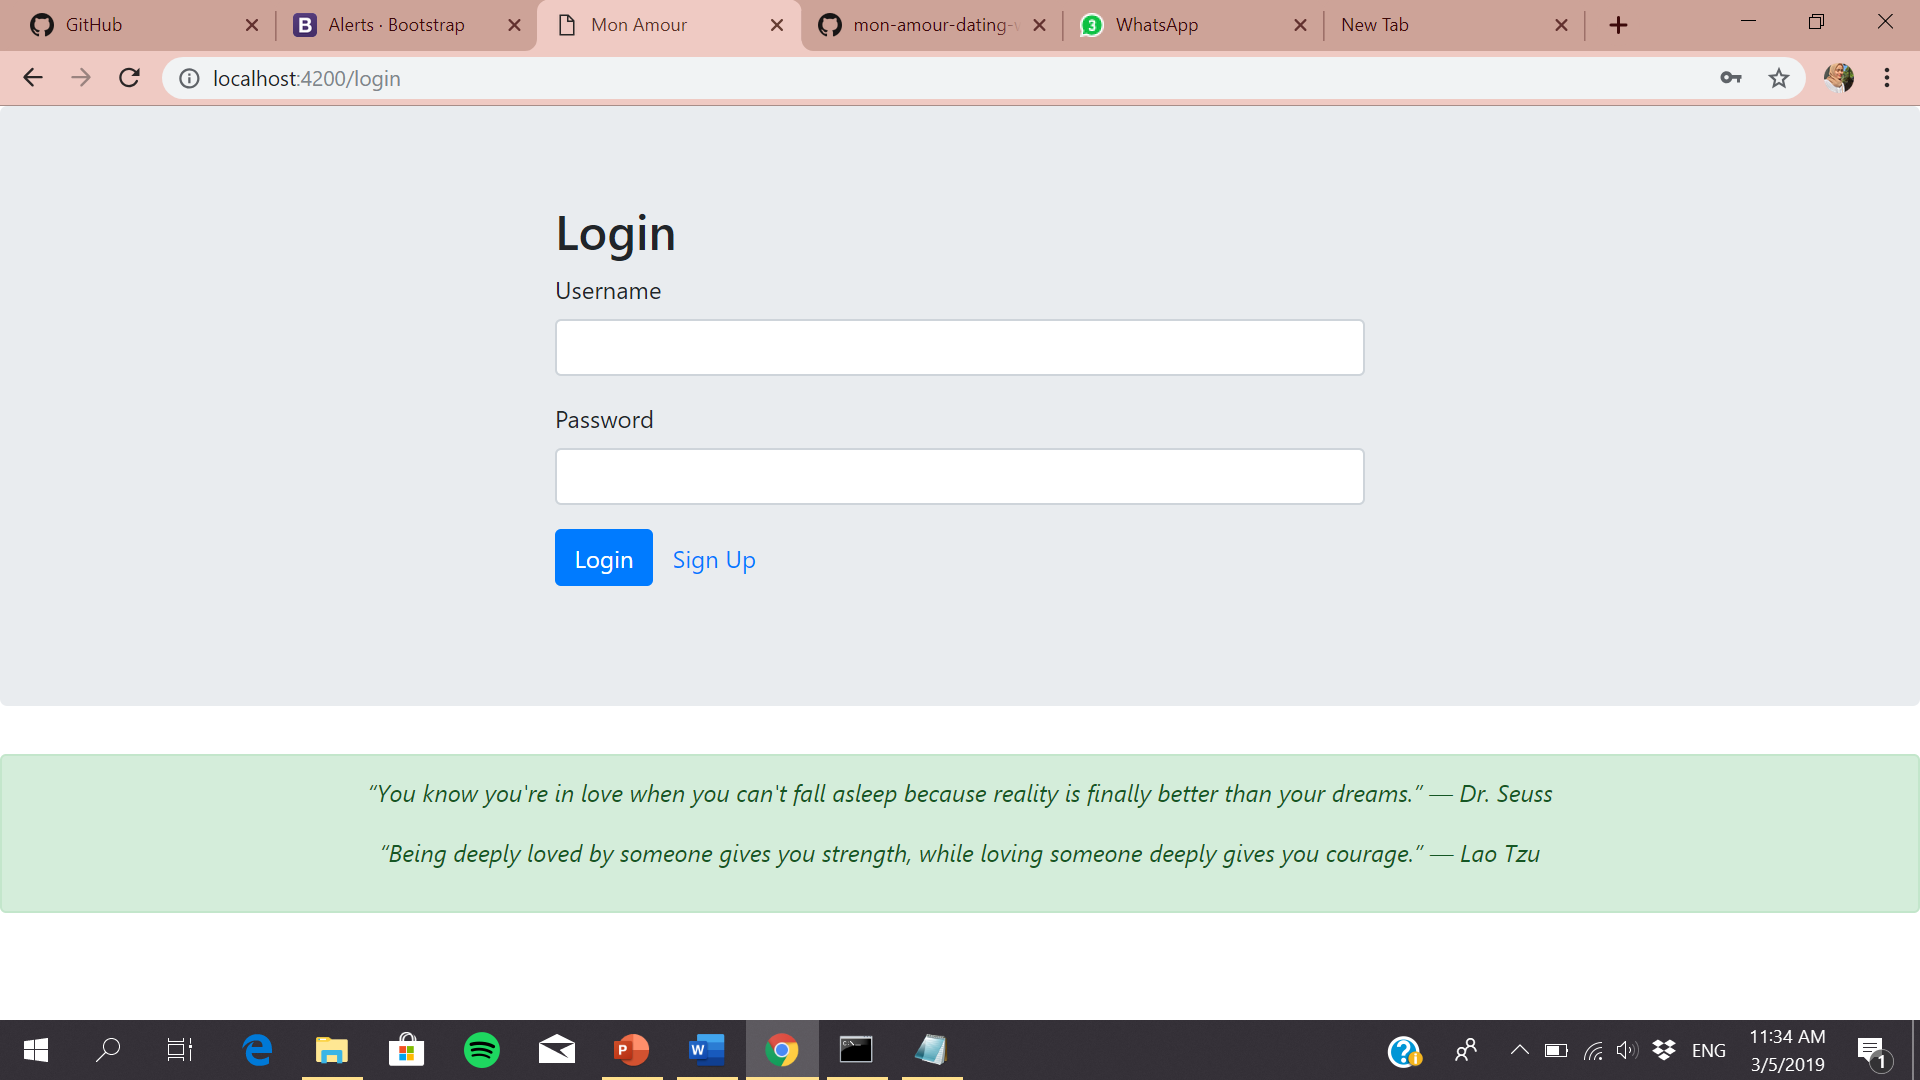 GitHub
Alerts · Bootstrap
Mon Amour
mon-amour-dating-
3 WhatsApp
New Tab
localhost:4200/login
Login
Username
Password
Login
Sign Up
“You know you're in love when you can't fall asleep because reality is finally better than your dreams.” — Dr. Seuss
“Being deeply loved by someone gives you strength, while loving someone deeply gives you courage.” — Lao Tzu
ENG
11:34 AM
3/5/2019
1